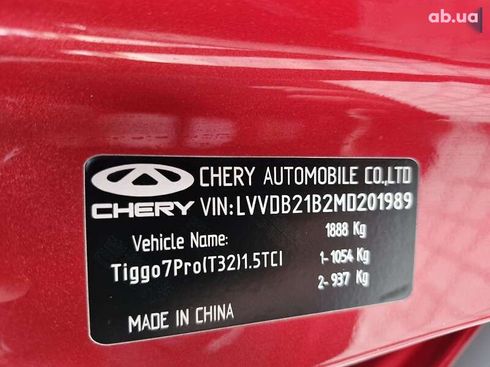 ab.ua
CHERY AUTOMOBILE CO.,LTD
CHERY VIN:LVVDB21B2MD201989
Vehicle Name: 1888 Kg
Tiggo7Pro(T32)1.5TCI 1-1054 Kg
2-937 Kg
MADE IN CHINA